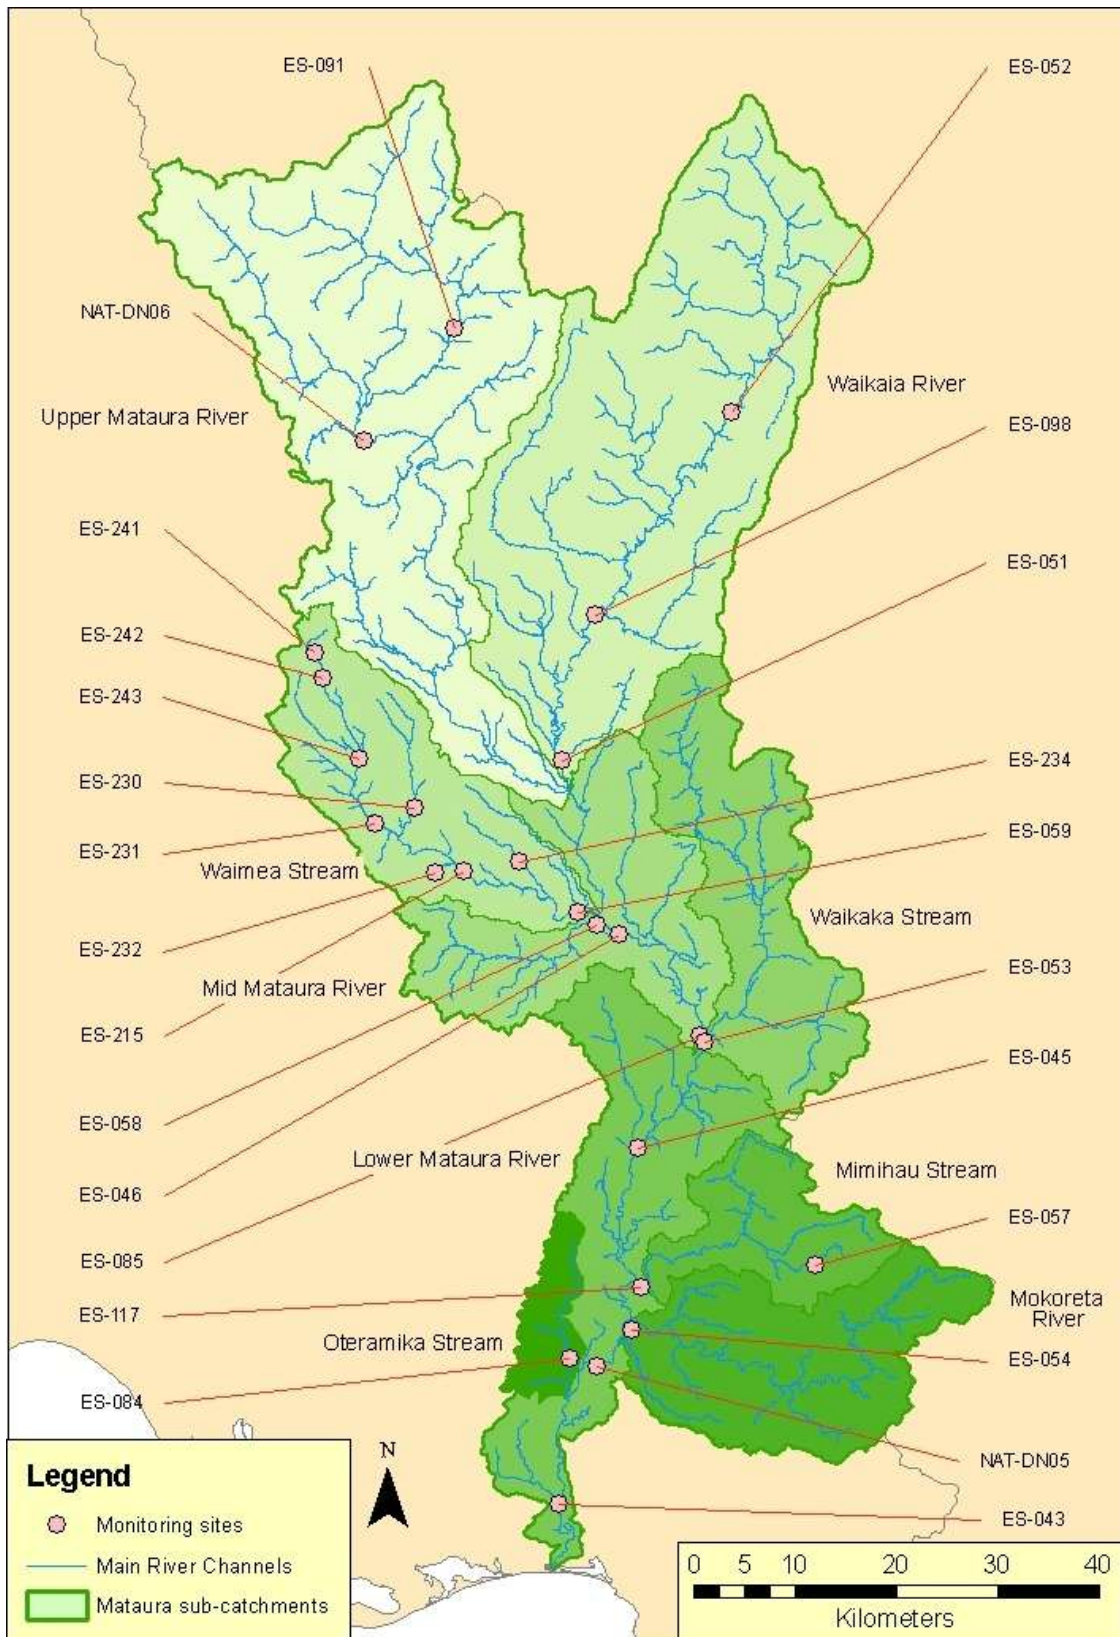 ES-091
ES-052
NAT-DN06
Waikaia River
Upper Mataura River
ES-098
ES-241
ES-051
ES-242
ES-243
ES-234
ES-230
ES-059
ES-231
Waimea Stream
Waikaka Stream
ES-232
ES-053
Mid Mataura River
ES-215
ES-045
ES-058
Lower Mataura River
Mimihau Stream
ES-046
ES-057
ES-085
Mokoreta
River
ES-117
Oteramika Stream
ES-054
ES-084
NAT-DN05
N
Legend
Monitoring sites
Main River Channels
Mataura sub-catchments
ES-043
0 5 10 20 30 40
Kilometers